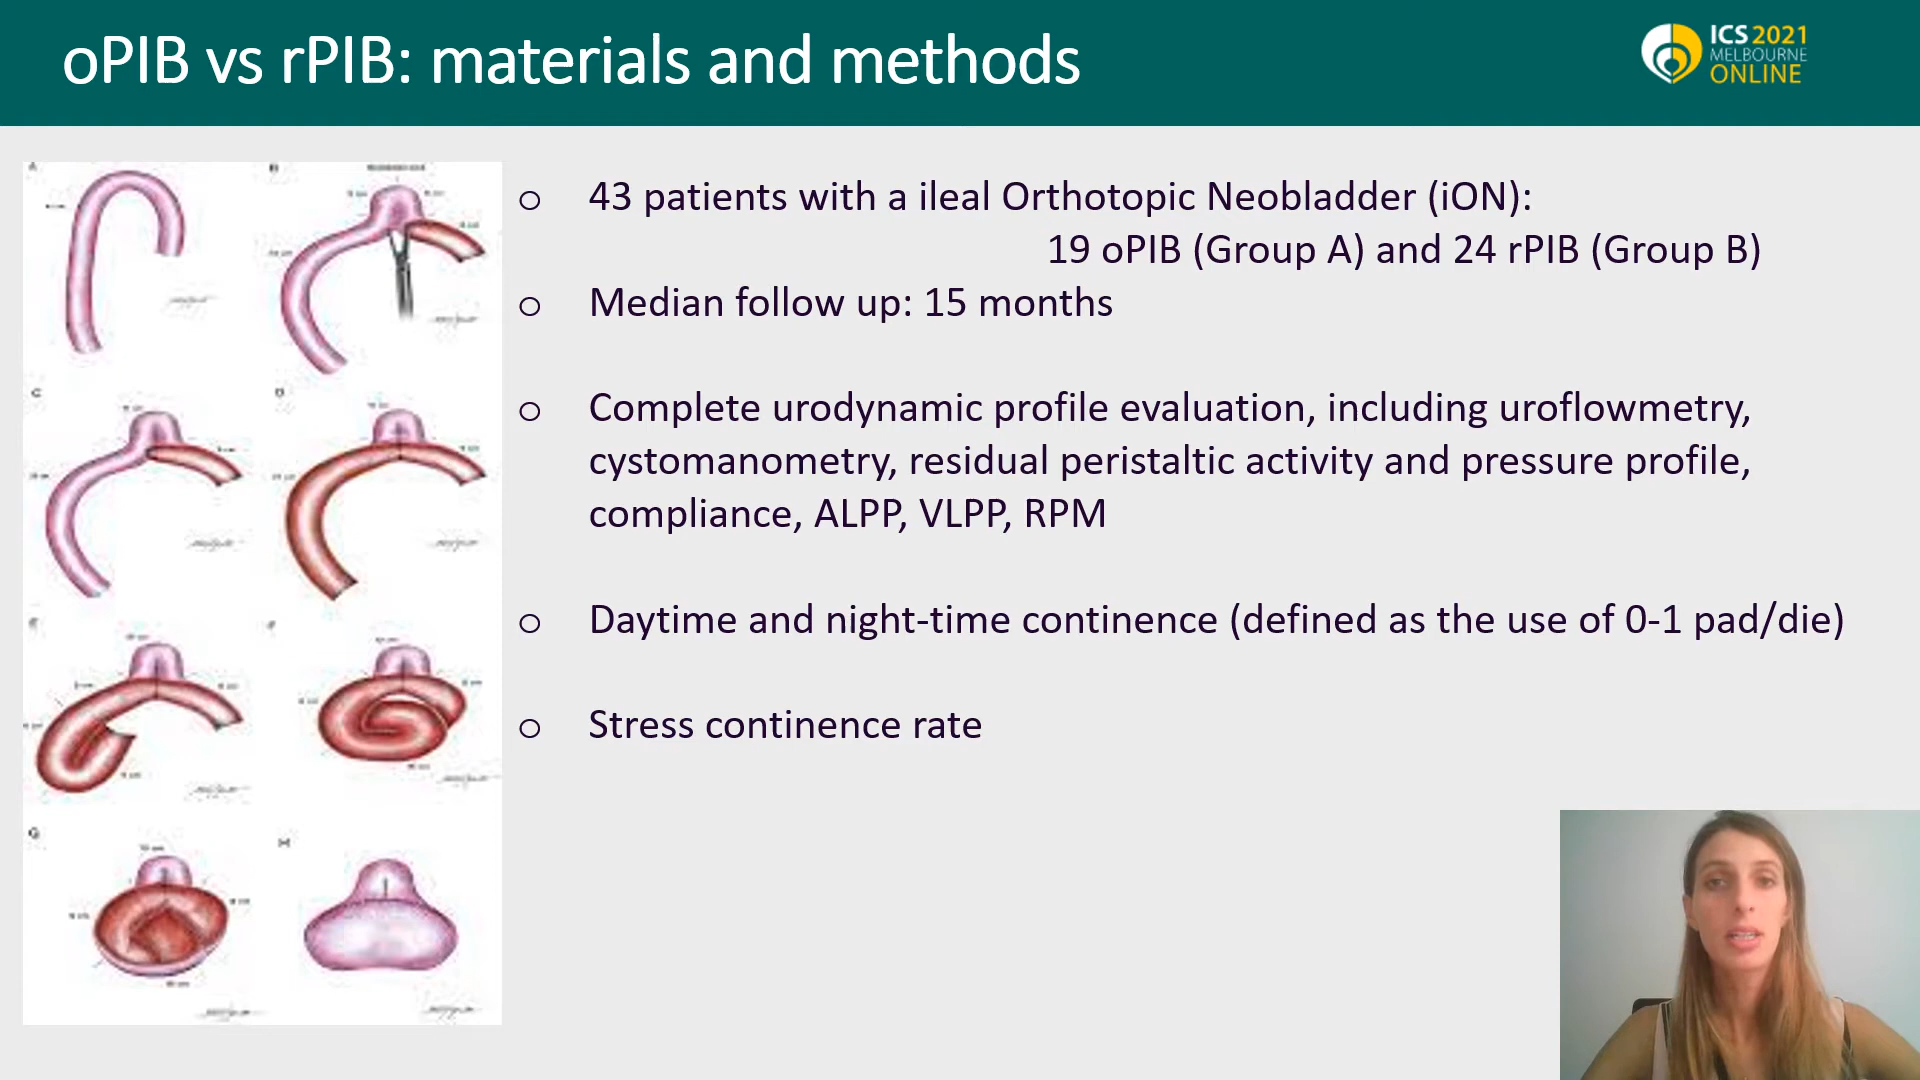 oPIB vs rPIB: materials and methods
ICS 2021
MELBOURNE
ONLINE
43 patients with a ileal Orthotopic Neobladder (iON):
19 oPIB (Group A) and 24 rPIB (Group B)
Median follow up: 15 months
Complete urodynamic profile evaluation, including uroflowmetry,
cystomanometry, residual peristaltic activity and pressure profile,
compliance, ALPP, VLPP, RPM
Daytime and night-time continence (defined as the use of 0-1 pad/die)
Stress continence rate
C
G
H